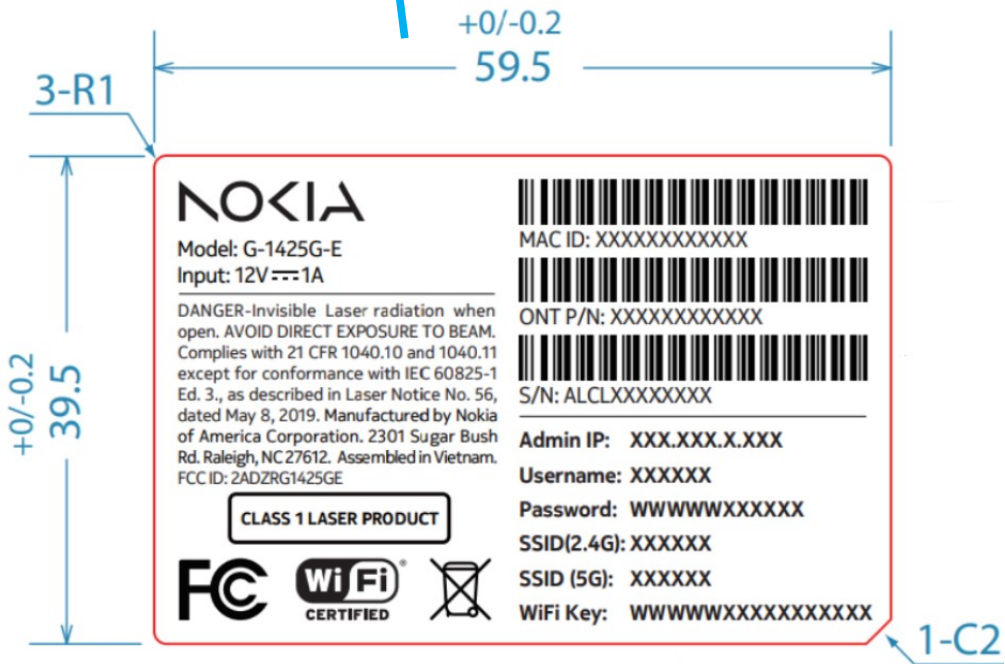 +0/-0.2
59.5
3-R1
+0/-0.2
39.5
NOKIA
Model: G-1425G-E
Input: 12V⎓1A
DANGER-Invisible Laser radiation when
open. AVOID DIRECT EXPOSURE TO BEAM.
Complies with 21 CFR 1040.10 and 1040.11
except for conformance with IEC 60825-1
Ed. 3., as described in Laser Notice No. 56,
dated May 8, 2019. Manufactured by Nokia
of America Corporation. 2301 Sugar Bush
Rd. Raleigh, NC 27612. Assembled in Vietnam.
FCC ID: 2ADZRG1425GE
CLASS 1 LASER PRODUCT
FC
WiFi®
CERTIFIED
MAC ID: XXXXXXXXXXXX
ONT P/N: XXXXXXXXXXXX
S/N: ALCLXXXXXXXX
Admin IP: XXX.XXX.X.XXX
Username: XXXXXX
Password: WWWWWXXXXXX
SSID(2.4G): XXXXXX
SSID (5G): XXXXXX
WiFi Key: WWWWWXXXXXXXXXXX
1-C2